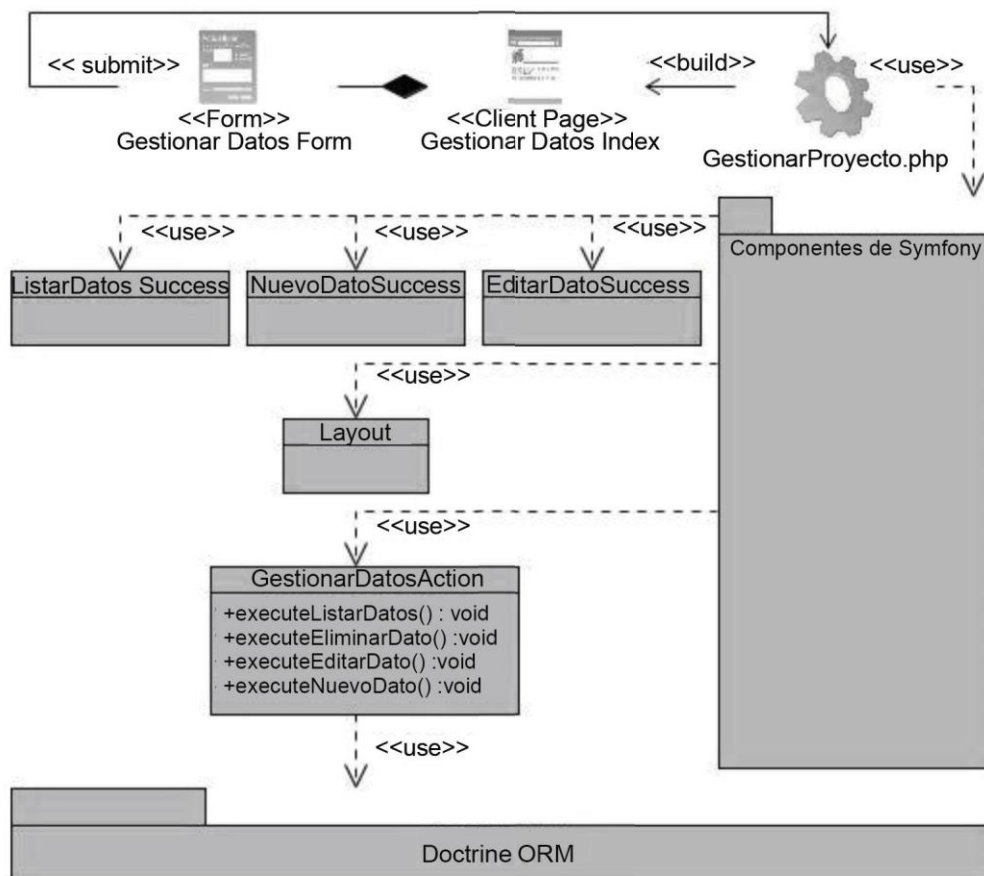 << submit>>
<<build>>
<<use>>
<<Form>>
Gestionar Datos Form
<<Client Page>>
Gestionar Datos Index
GestionarProyecto.php
<<use>>
<<use>>
<<use>>
Componentes de Symfony
ListarDatos Success
NuevoDatoSuccess
EditarDatoSuccess
<<use>>
Layout
<<use>>
GestionarDatosAction
+executeListarDatos() : void
+executeEliminarDato() :void
+executeEditarDato() :void
+executeNuevoDato() :void
<<use>>
Doctrine ORM